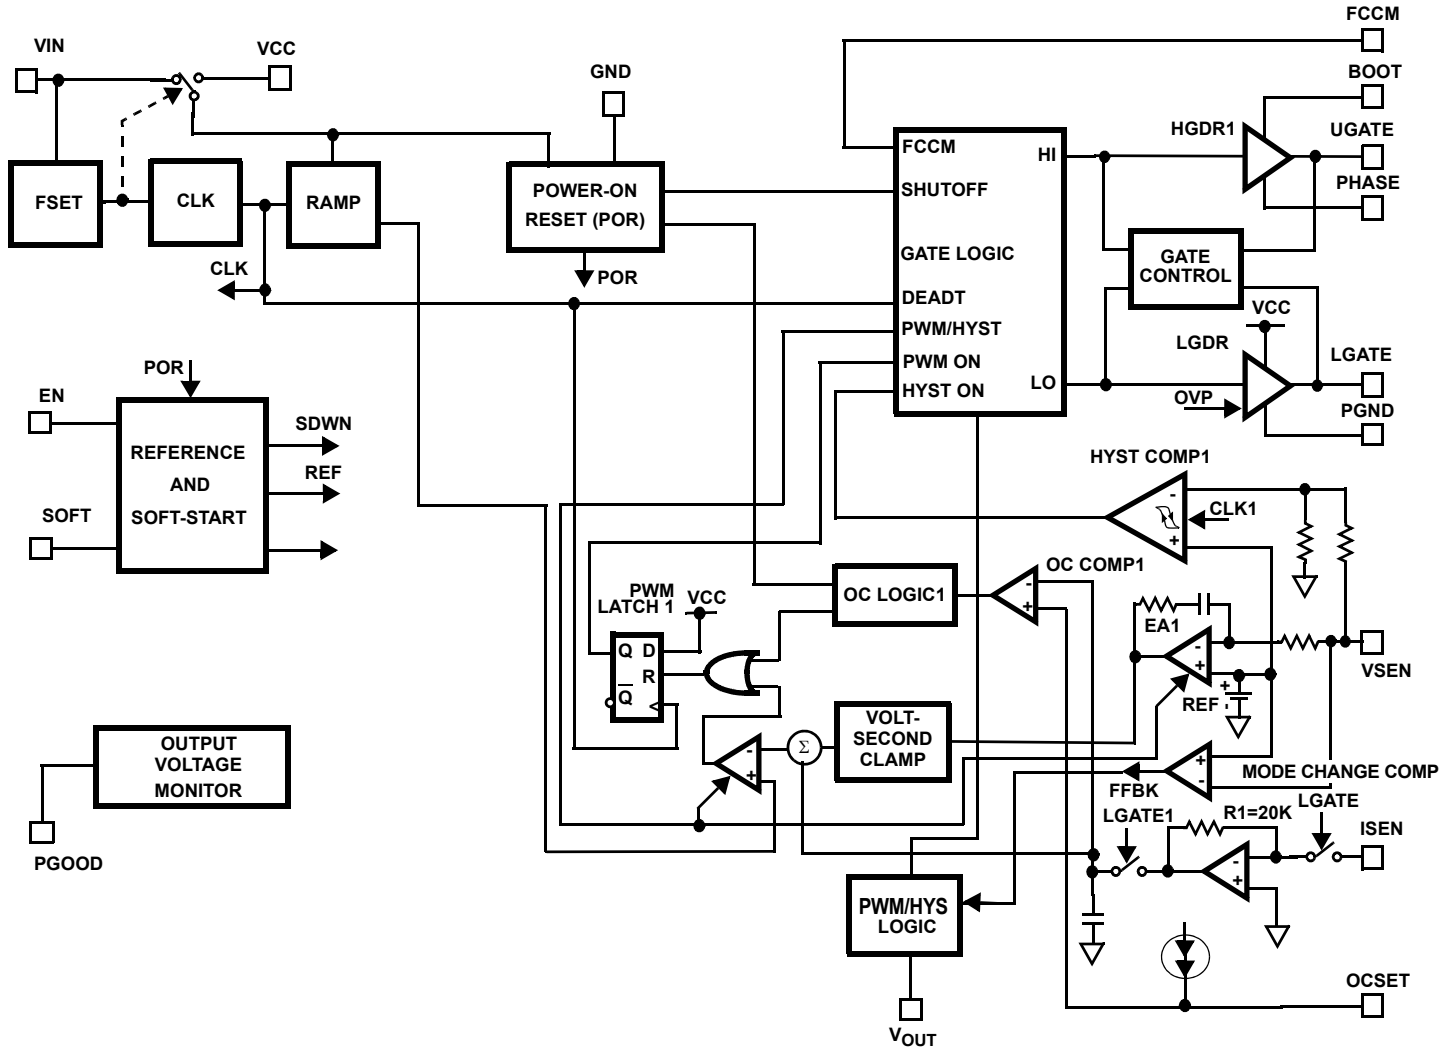 FCCM
VIN
VCC
GND
BOOT
HGDR1
UGATE
PHASE
FCCM
HI
SHUTOFF
FSET
CLK
RAMP
POWER-ON
RESET (POR)
GATE LOGIC
GATE
CONTROL
CLK
POR
DEADT
VCC
PWM/HYST
LGDR
LGATE
PWM ON
HYST ON
LO
OVP
PGND
POR
EN
SDWN
REFERENCE
AND
SOFT-START
REF
SOFT
HYST COMP1
-
CLK1
+
OC COMP1
-
+
OC LOGIC1
PWM
LATCH 1
VCC
EA1
Q D
R
Q
<
-
+
VSEN
+
REF
-
VOLT-
SECOND
CLAMP
Σ
-
+
OUTPUT
VOLTAGE
MONITOR
+
-
MODE CHANGE COMP
FFBK
LGATE1
R1=20K
LGATE
ISEN
-
+
PGOOD
PWM/HYS
LOGIC
OCSET
VOUT